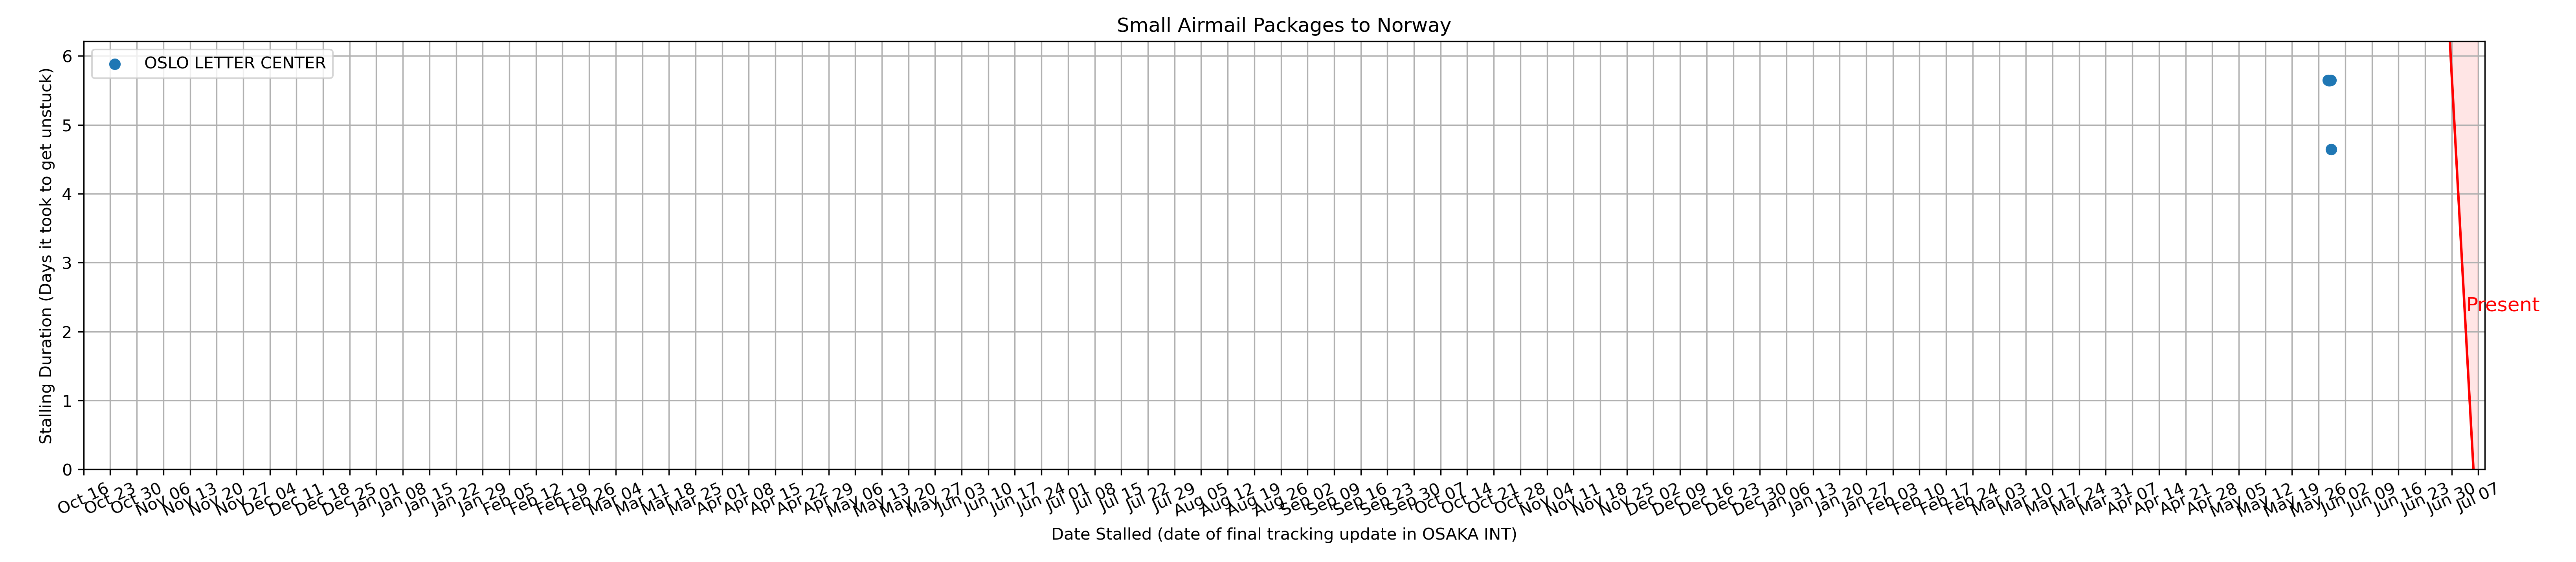 Small Airmail Packages to Norway
OSLO LETTER CENTER
Stalling Duration (Days it took to get unstuck)
6
5
4
3
2
1
0
Present
Oct 16 Oct 23 Oct 30 Nov 06 Nov 13 Nov 20 Nov 27 Dec 04 Dec 11 Dec 18 Dec 25 Jan 01 Jan 08 Jan 15 Jan 22 Jan 29 Feb 05 Feb 12 Feb 19 Feb 26 Mar 04 Mar 11 Mar 18 Mar 25 Apr 01 Apr 08 Apr 15 Apr 22 Apr 29 May 06 May 13 May 20 May 27 Jun 03 Jun 10 Jun 17 Jun 24 Jul 01 Jul 08 Jul 15 Jul 22 Jul 29 Aug 05 Aug 12 Aug 19 Aug 26 Sep 02 Sep 09 Sep 16 Sep 23 Sep 30 Oct 07 Oct 14 Oct 21 Oct 28 Nov 04 Nov 11 Nov 18 Nov 25 Dec 02 Dec 09 Dec 16 Dec 23 Dec 30 Jan 06 Jan 13 Jan 20 Jan 27 Feb 03 Feb 10 Feb 17 Feb 24 Mar 03 Mar 10 Mar 17 Mar 24 Mar 31 Apr 07 Apr 14 Apr 21 Apr 28 May 05 May 12 May 19 May 26 Jun 02 Jun 09 Jun 16 Jun 23 Jun 30 Jul 07
Date Stalled (date of final tracking update in OSAKA INT)